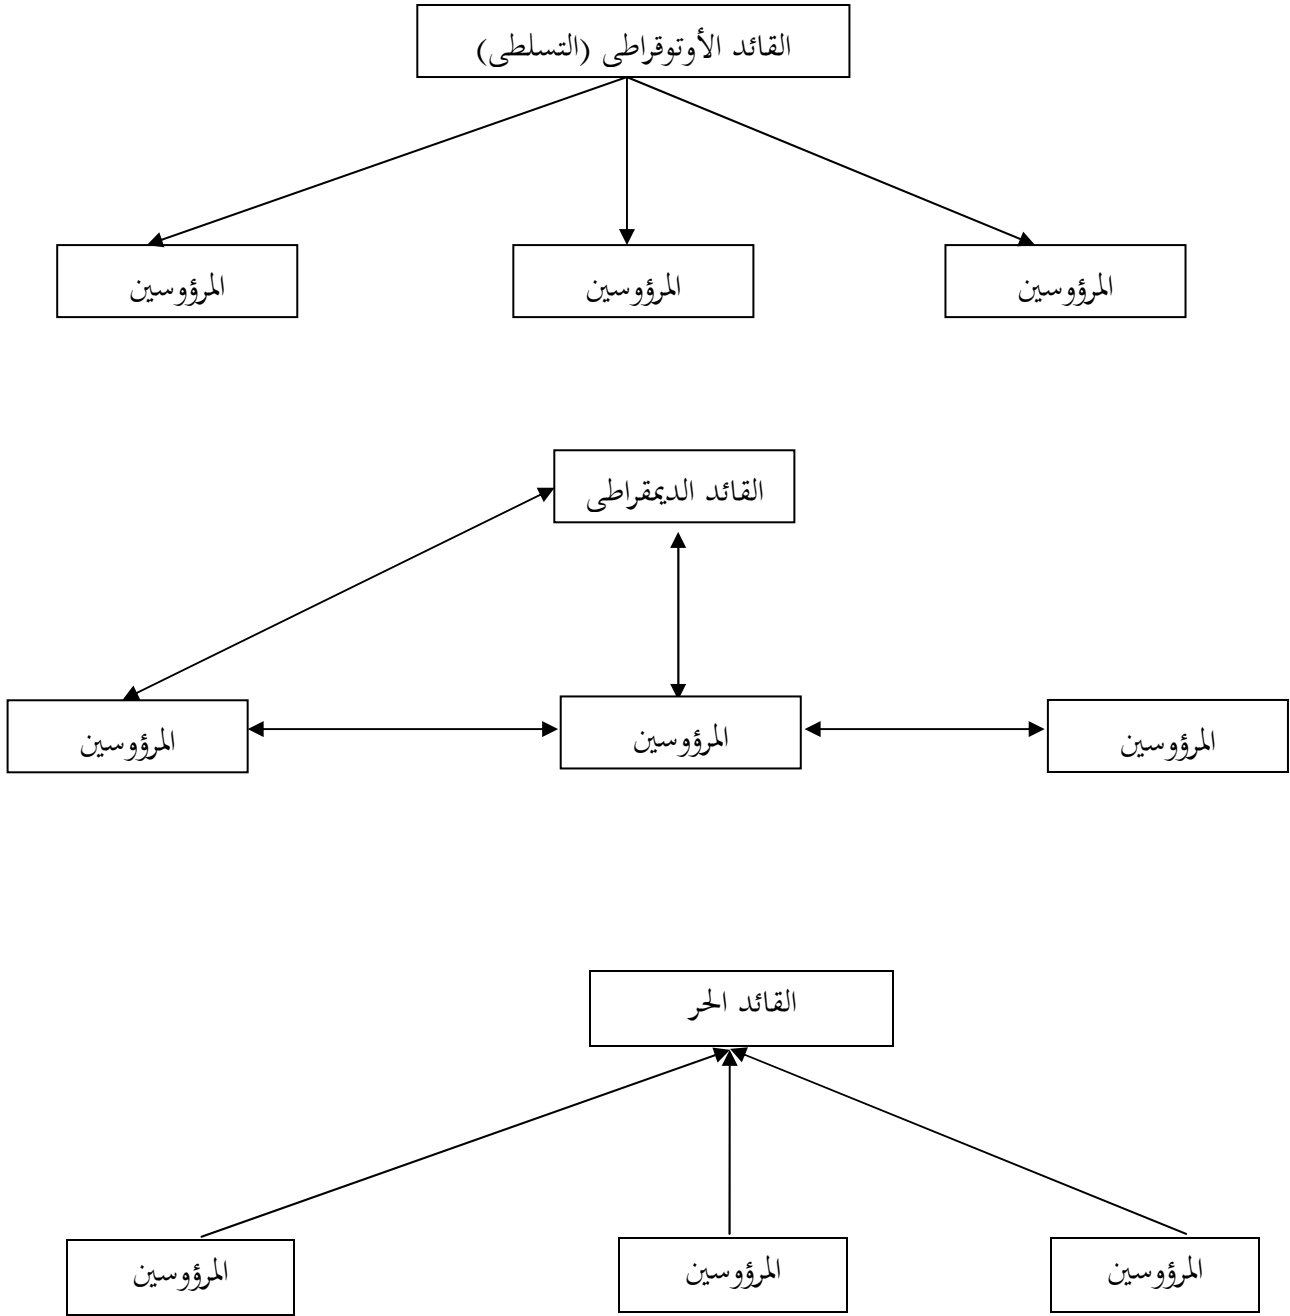 القائد الأوتوقراطى (التسلطى)
المرؤوسين
المرؤوسين
المرؤوسين
القائد الديمقراطى
المرؤوسين
المرؤوسين
المرؤوسين
القائد الحر
المرؤوسين
المرؤوسين
المرؤوسين